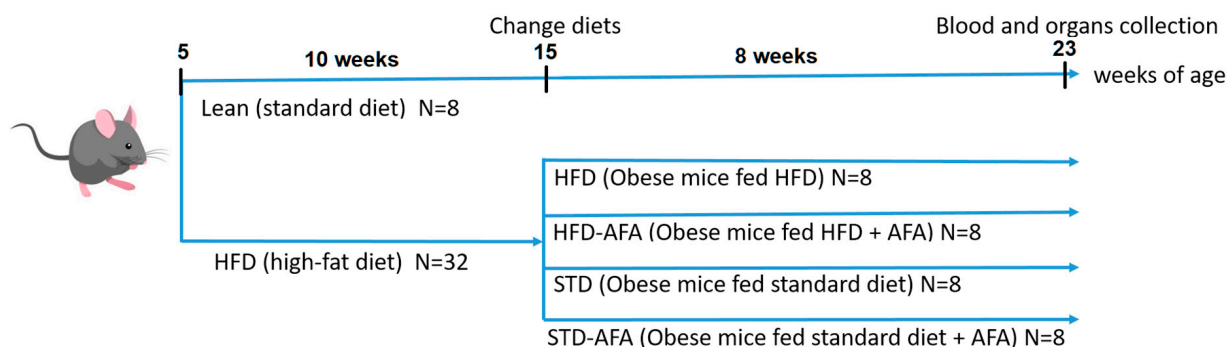 Change diets
Blood and organs collection
5
10 weeks
15
8 weeks
23
weeks of age
Lean (standard diet) N=8
HFD (Obese mice fed HFD) N=8
HFD-AFA (Obese mice fed HFD + AFA) N=8
HFD (high-fat diet) N=32
STD (Obese mice fed standard diet) N=8
STD-AFA (Obese mice fed standard diet + AFA) N=8